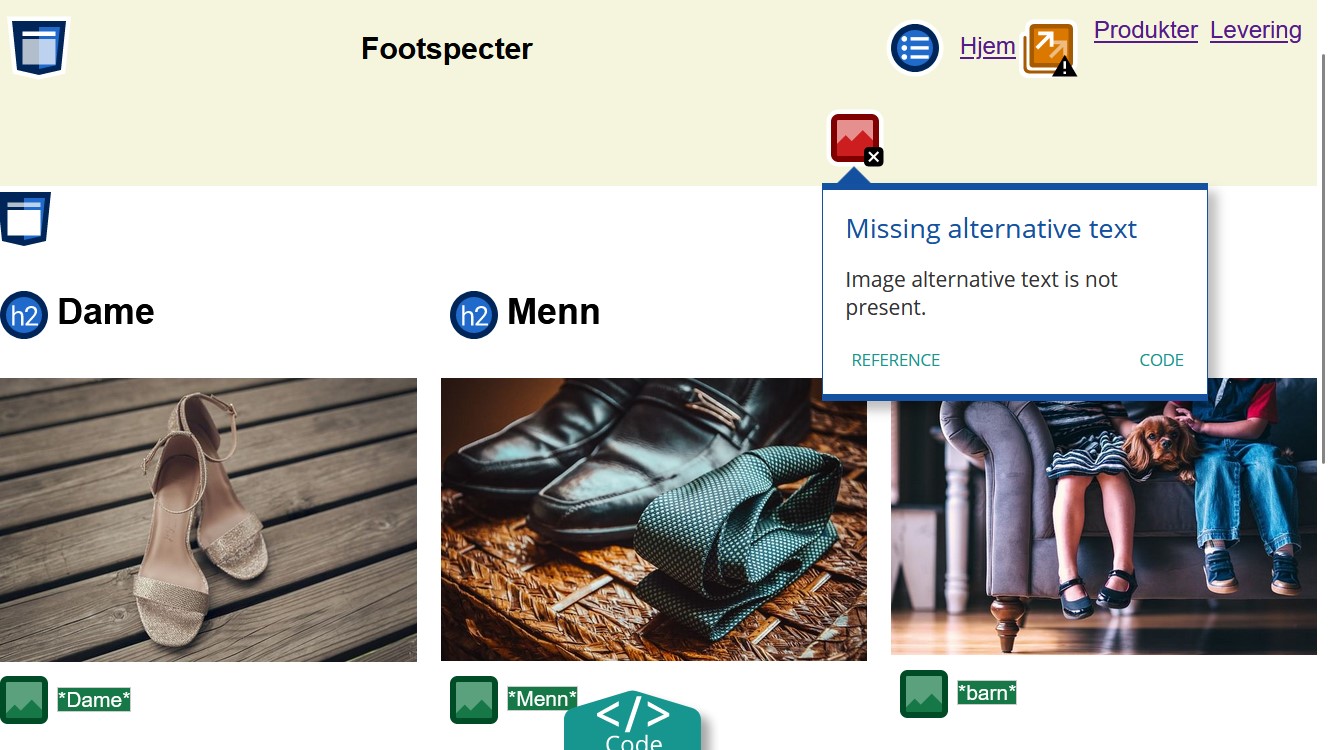 Footspecter
Hjem
Produkter
Levering
Missing alternative text
Image alternative text is not
present.
REFERENCE
CODE
h2 Dame
h2 Menn
*Dame*
*Menn*
*barn*
</>
Code